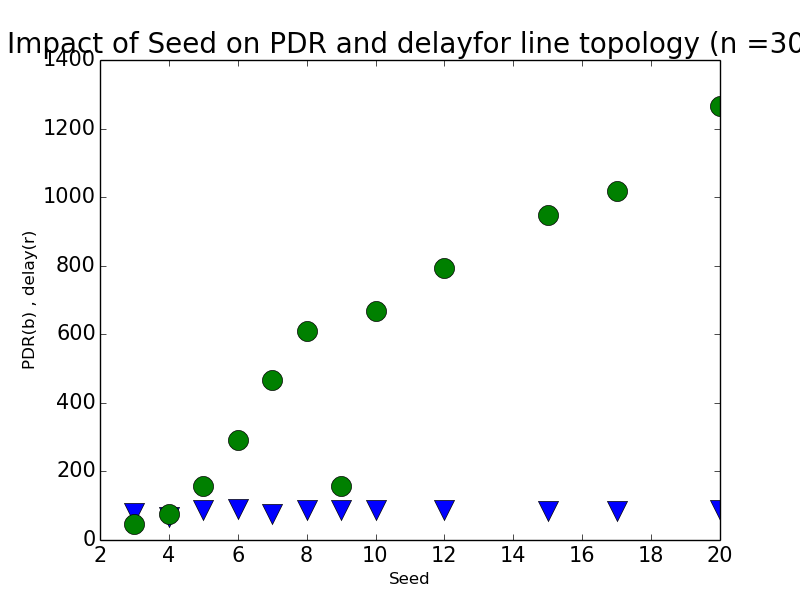 Impact of Seed on PDR and delayfor line topology (n =30
1400
1200
1000
800
600
400
200
0
PDR(b) , delay(r)
2 4 6 8 10 12 14 16 18 20
Seed